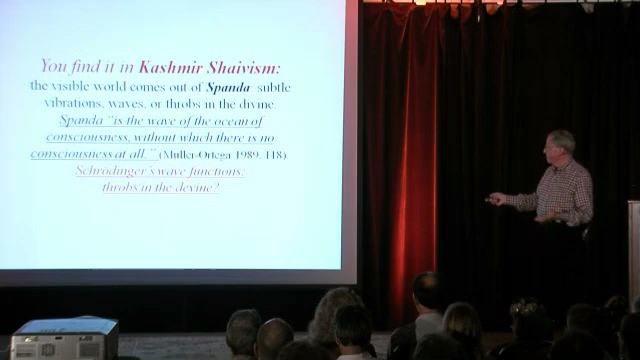 You find it in Kashmir Shaivism:
the visible world comes out of Spanda: subtle
vibrations, waves, or throbs in the divine.
Spanda "is the wave of the ocean of
consciousness, without which there is no
consciousness at all." (Muller-Ortega 1989, 118).
Schrödinger's wave functions:
throbs in the devine?